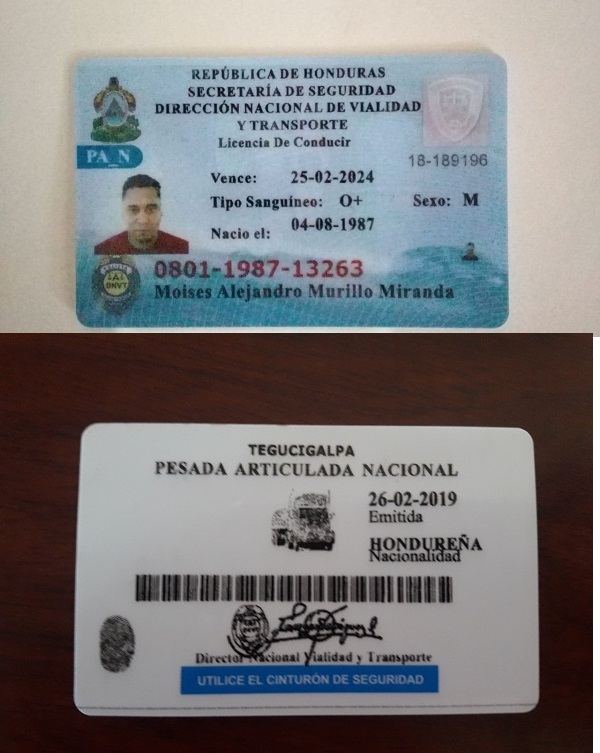 REPÚBLICA DE HONDURAS
SECRETARÍA DE SEGURIDAD
DIRECCIÓN NACIONAL DE VIALIDAD
Y TRANSPORTE
Licencia De Conducir
PA_N
18-189196
Vence: 25-02-2024
Tipo Sanguíneo: O+ Sexo: M
Nacio el: 04-08-1987
DNVT
0801-1987-13263
Moises Alejandro Murillo Miranda
TEGUCIGALPA
PESADA ARTICULADA NACIONAL
26-02-2019
Emitida
HONDUREÑA
Nacionalidad
Director Nacional Vialidad y Transporte
UTILICE EL CINTURÓN DE SEGURIDAD